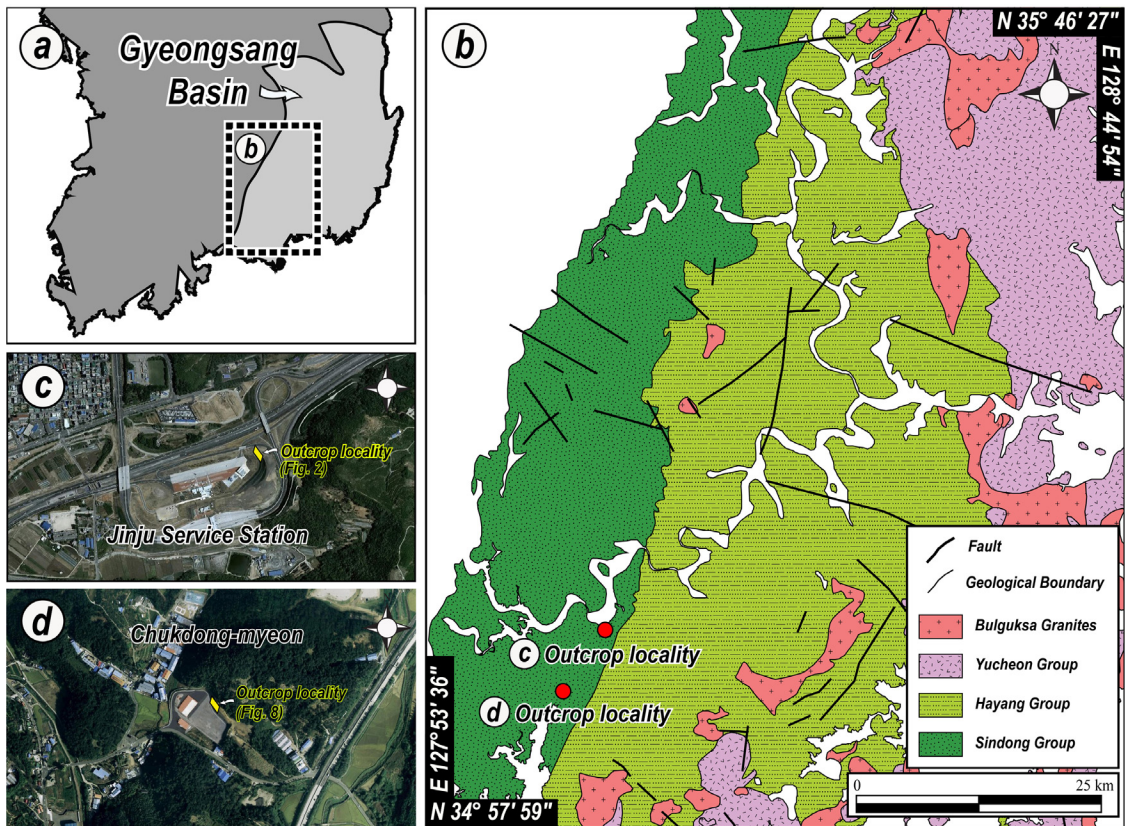 a
Gyeongsang
Basin
b
c
Outcrop locality
(Fig. 2)
Jinju Service Station
d
Chukdong-myeon
Outcrop locality
(Fig. 8)
b
N 35° 46' 27"
E 128° 44' 54"
N
c Outcrop locality
d Outcrop locality
E 127° 53' 36"
N 34° 57' 59"
Fault
Geological Boundary
Bulguksa Granites
Yucheon Group
Hayang Group
Sindong Group
0 25 km